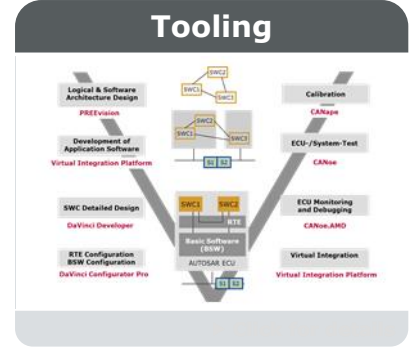 Tooling
Logical & Software
Architecture Design
PREEvision
Development of
Application Software
Virtual Integration Platform
SWC Detailed Design
DaVinci Developer
RTE Configuration
BSW Configuration
DaVinci Configurator Pro
SWC2
SWC1
SWC3
SWC2
SWC1
SWC3
S1 S2
SWC1 SWC2
RTE
Basic Software
(BSW)
AUTOSAR ECU
S1 S2
Calibration
CANape
ECU-/System-Test
CANoe
ECU Monitoring
and Debugging
CANoe.AMD
Virtual Integration
Virtual Integration Platform